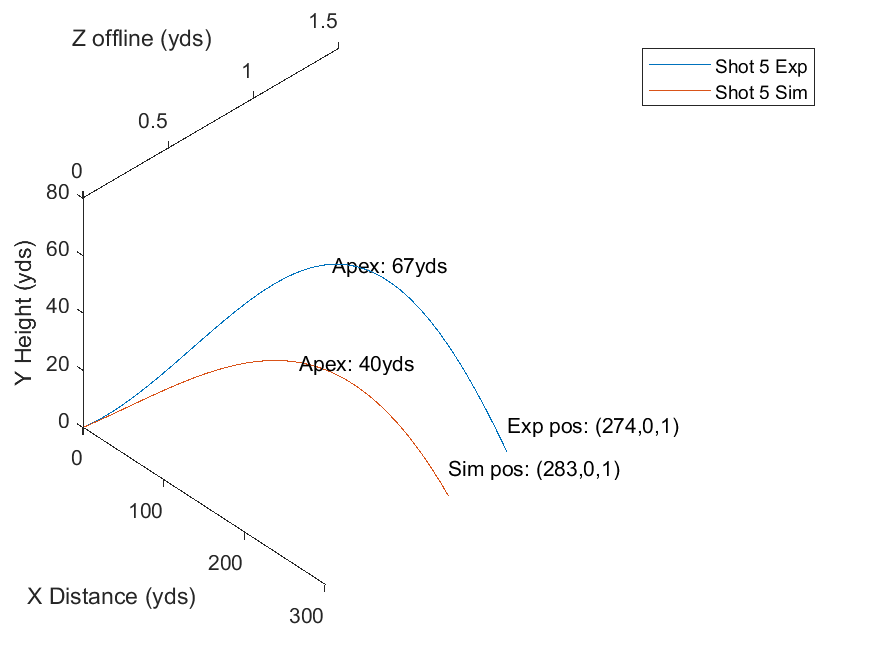 1.5
Z offline (yds)
1
0.5
0
Shot 5 Exp
Shot 5 Sim
80
60
40
20
0
Y Height (yds)
Apex: 67yds
Apex: 40yds
Exp pos: (274,0,1)
Sim pos: (283,0,1)
0
100
200
300
X Distance (yds)